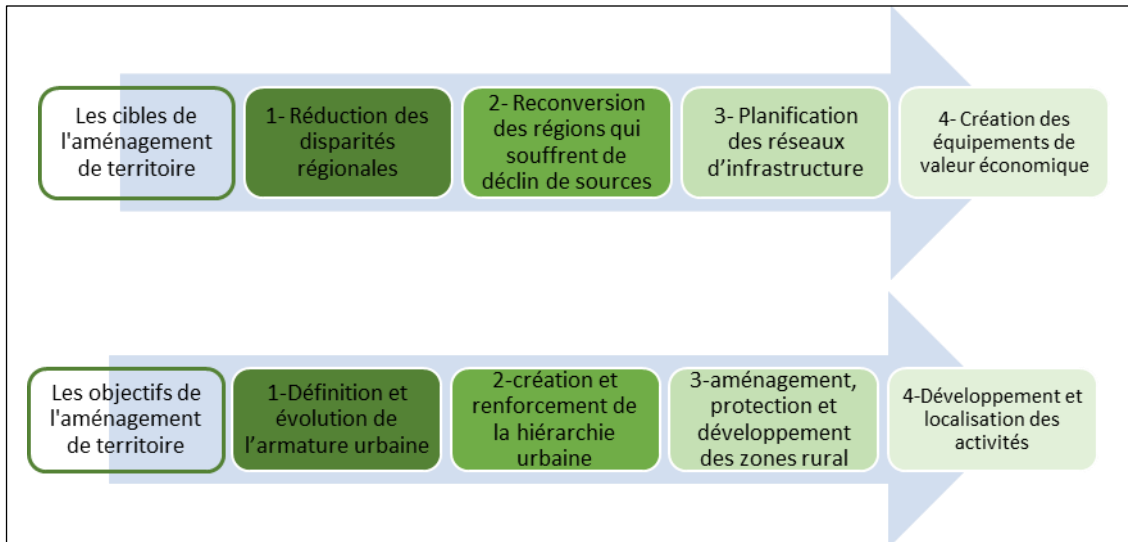 Les cibles de
l'aménagement
de territoire
1- Réduction des
disparités
régionales
2- Reconversion
des régions qui
souffrent de
déclin de sources
3- Planification
des réseaux
d’infrastructure
4- Création des
équipements de
valeur économique
Les objectifs de
l'aménagement
de territoire
1-Définition et
évolution de
l’armature urbaine
2-création et
renforcement de
la hiérarchie
urbaine
3-aménagement,
protection et
développement
des zones rural
4-Développement et
localisation des
activités